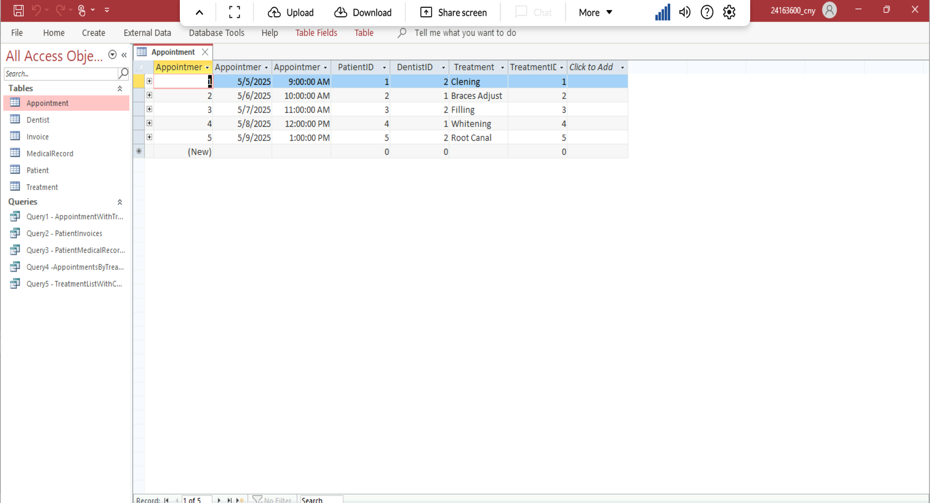 Upload Download Share screen Chat More 24163600_cny
File Home Create External Data Database Tools Help Table Fields Table Tell me what you want to do
All Access Obje...
Search...
Tables
Appointment
Dentist
Invoice
MedicalRecord
Patient
Treatment
Queries
Query1 - AppointmentWithTr...
Query2 - PatientInvoices
Query3 - PatientMedicalRecor...
Query4 -AppointmentsByTrea...
Query5 - TreatmentListWithC...
Appointment
Appointmer Appointmer Appointmer PatientID DentistID Treatment TreatmentID Click to Add
1 5/5/2025 9:00:00 AM 1 2 Clening 1
2 5/6/2025 10:00:00 AM 2 1 Braces Adjust 2
3 5/7/2025 11:00:00 AM 3 2 Filling 3
4 5/8/2025 12:00:00 PM 4 1 Whitening 4
5 5/9/2025 1:00:00 PM 5 2 Root Canal 5
(New) 0 0 0
Record: 1 of 5 No Filter Search